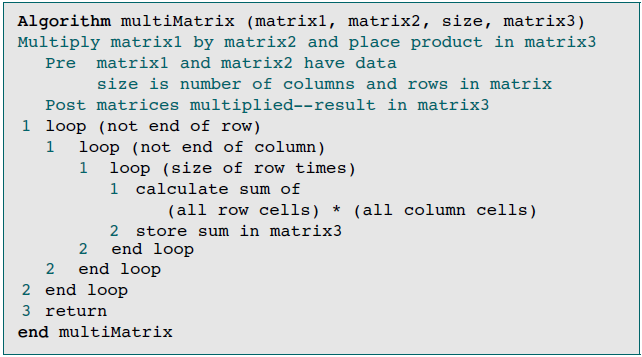 Algorithm multiMatrix (matrix1, matrix2, size, matrix3)
Multiply matrix1 by matrix2 and place product in matrix3
Pre matrix1 and matrix2 have data
size is number of columns and rows in matrix
Post matrices multiplied--result in matrix3
1 loop (not end of row)
1 loop (not end of column)
1 loop (size of row times)
1 calculate sum of
(all row cells) * (all column cells)
2 store sum in matrix3
2 end loop
2 end loop
2 end loop
3 return
end multiMatrix